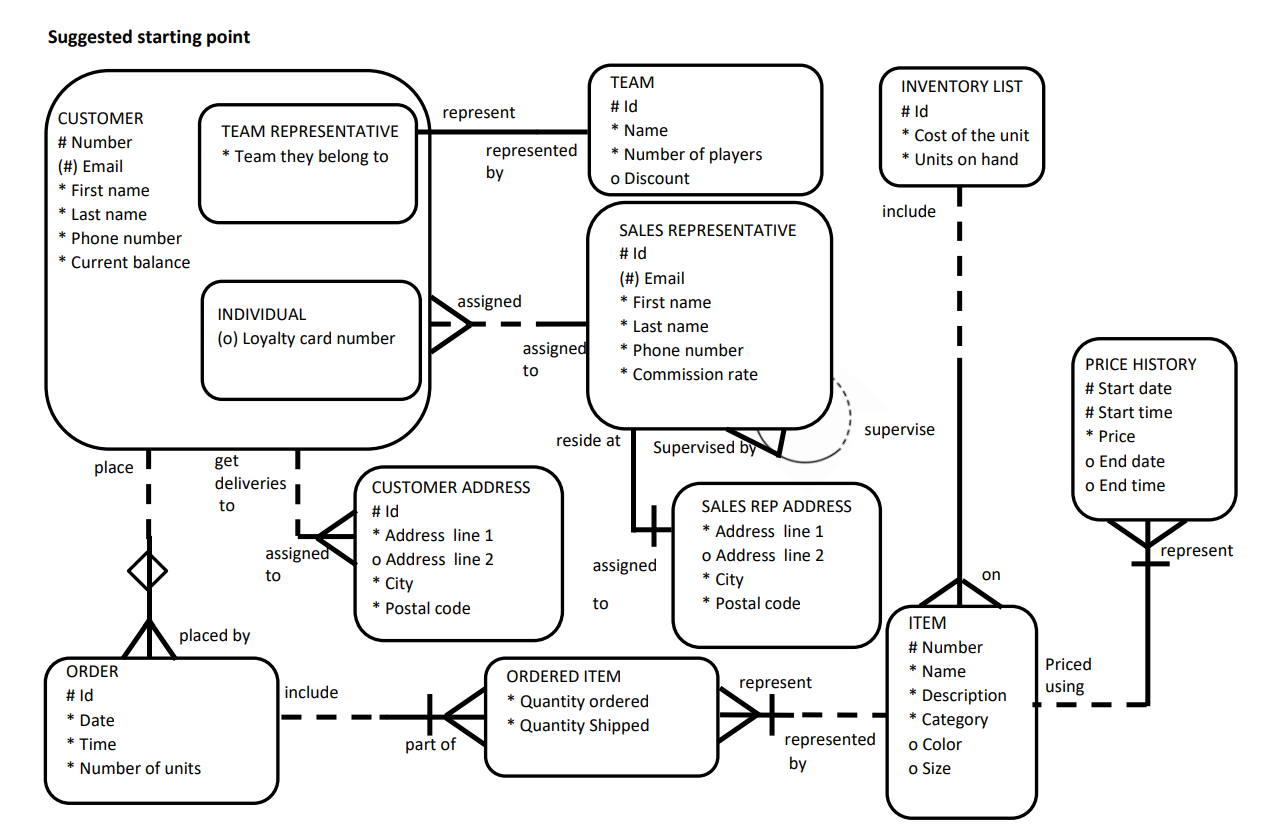 Suggested starting point
CUSTOMER
# Number
(#) Email
* First name
* Last name
* Phone number
* Current balance
TEAM REPRESENTATIVE
* Team they belong to
INDIVIDUAL
(o) Loyalty card number
represent
represented
by
TEAM
# Id
* Name
* Number of players
o Discount
INVENTORY LIST
# Id
* Cost of the unit
* Units on hand
include
SALES REPRESENTATIVE
# Id
(#) Email
* First name
* Last name
* Phone number
* Commission rate
assigned
assigned
to
supervise
Supervised by
reside at
PRICE HISTORY
# Start date
# Start time
* Price
o End date
o End time
represent
place
get
deliveries
to
CUSTOMER ADDRESS
# Id
* Address line 1
o Address line 2
* City
* Postal code
assigned
to
SALES REP ADDRESS
* Address line 1
o Address line 2
* City
* Postal code
assigned
to
on
placed by
ORDER
# Id
* Date
* Time
* Number of units
include
part of
ORDERED ITEM
* Quantity ordered
* Quantity Shipped
represent
represented
by
ITEM
# Number
* Name
* Description
* Category
o Color
o Size
Priced
using